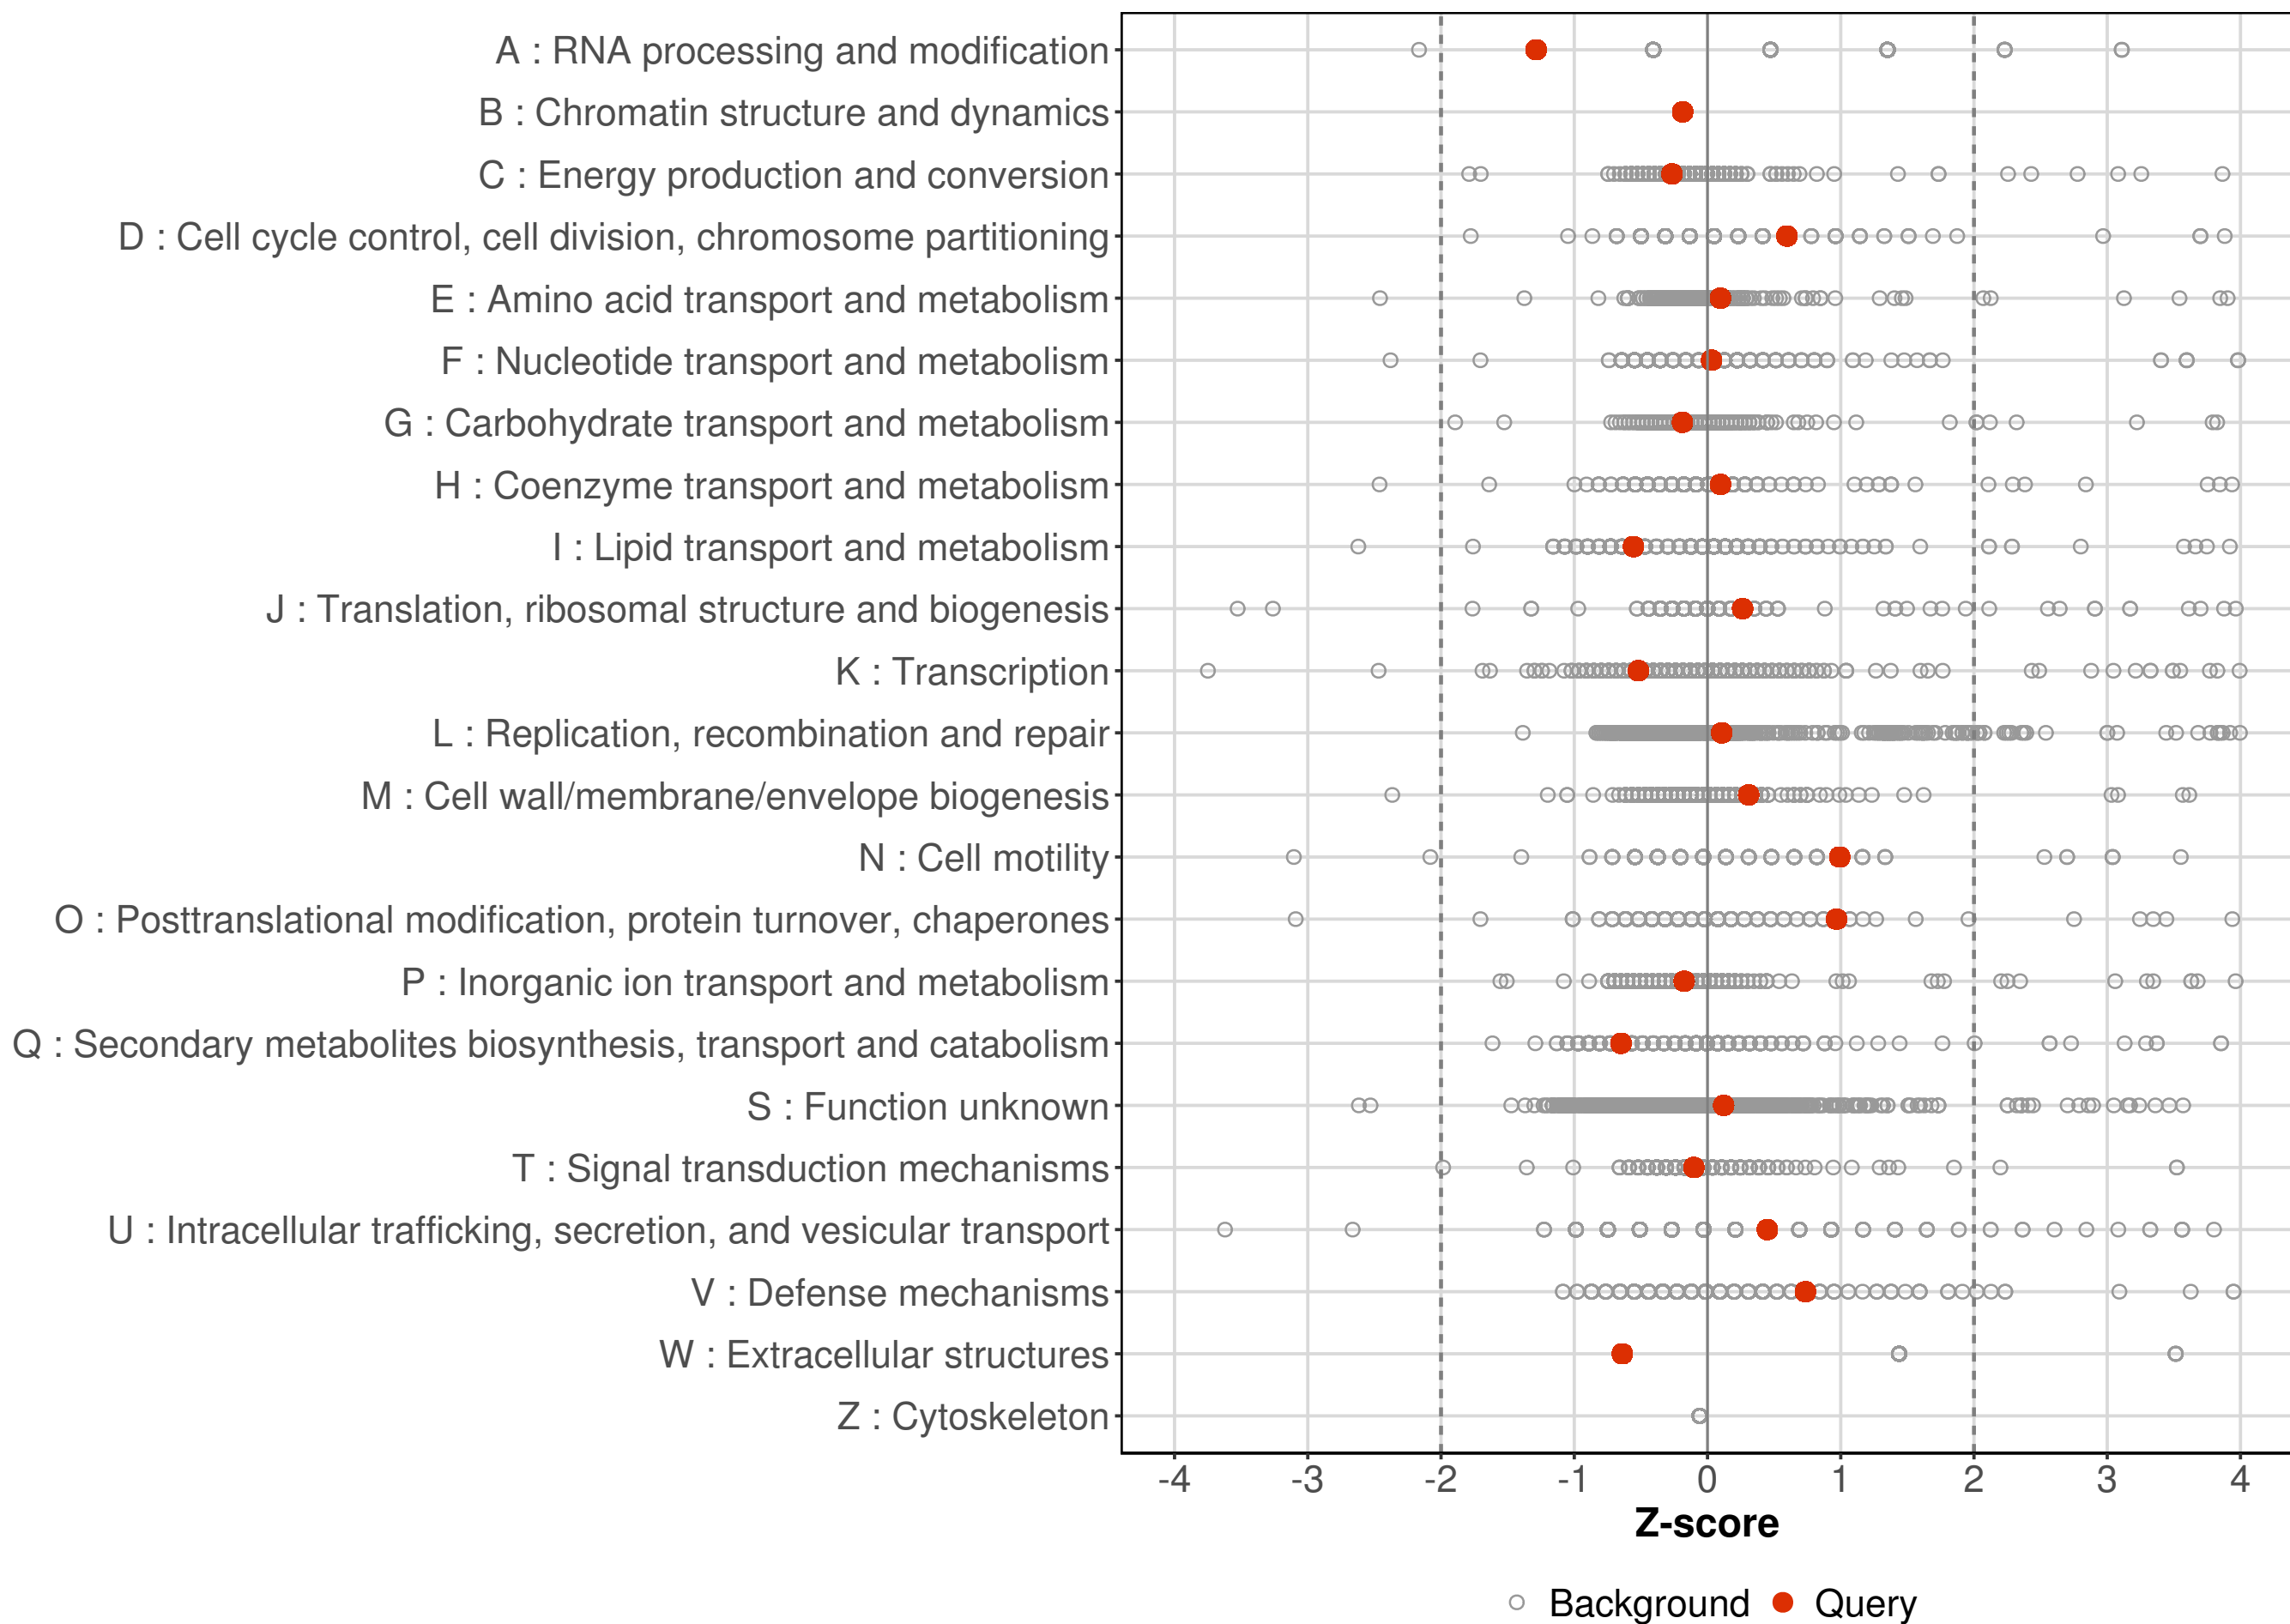 A : RNA processing and modification
B : Chromatin structure and dynamics
C : Energy production and conversion
D : Cell cycle control, cell division, chromosome partitioning
E : Amino acid transport and metabolism
F : Nucleotide transport and metabolism
G : Carbohydrate transport and metabolism
H : Coenzyme transport and metabolism
I : Lipid transport and metabolism
J : Translation, ribosomal structure and biogenesis
K : Transcription
L : Replication, recombination and repair
M : Cell wall/membrane/envelope biogenesis
N : Cell motility
O : Posttranslational modification, protein turnover, chaperones
P : Inorganic ion transport and metabolism
Q : Secondary metabolites biosynthesis, transport and catabolism
S : Function unknown
T : Signal transduction mechanisms
U : Intracellular trafficking, secretion, and vesicular transport
V : Defense mechanisms
W : Extracellular structures
Z : Cytoskeleton
-4 -3 -2 -1 0 1 2 3 4
Z-score
Background Query